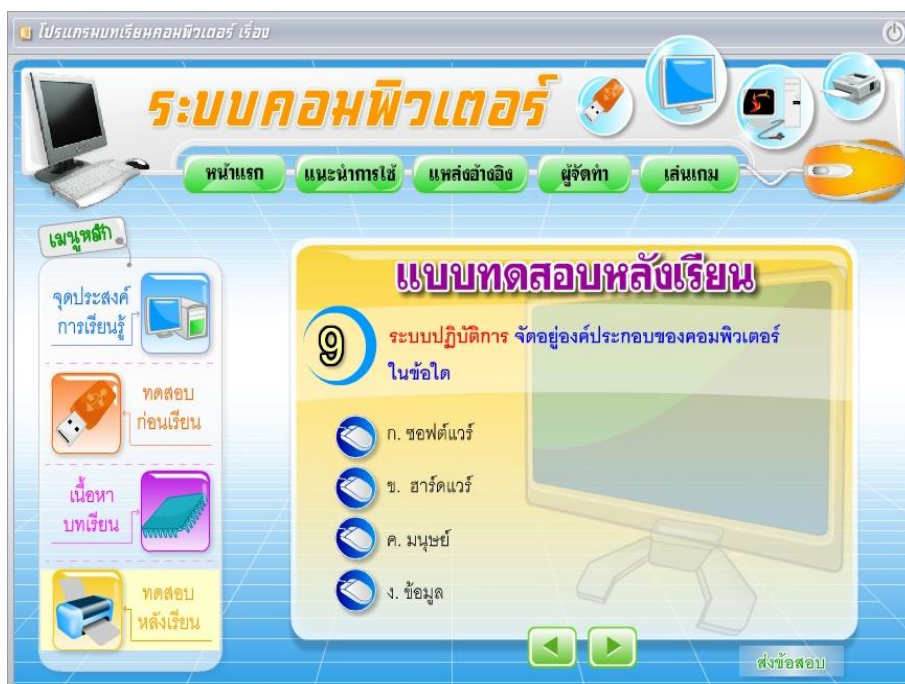 โปรแกรมบทเรียนคอมพิวเตอร์ เรื่อง
ระบบคอมพิวเตอร์
หน้าแรก แนะนำการใช้ แหล่งอ้างอิง ผู้จัดทำ เล่นเกม
เมนูหลัก
จุดประสงค์
การเรียนรู้
ทดสอบ
ก่อนเรียน
เนื้อหา
บทเรียน
ทดสอบ
หลังเรียน
แบบทดสอบหลังเรียน
9
ระบบปฏิบัติการ จัดอยู่องค์ประกอบของคอมพิวเตอร์
ในข้อใด
ก. ซอฟต์แวร์
ข. ฮาร์ดแวร์
ค. มนุษย์
ง. ข้อมูล
ส่งข้อสอบ